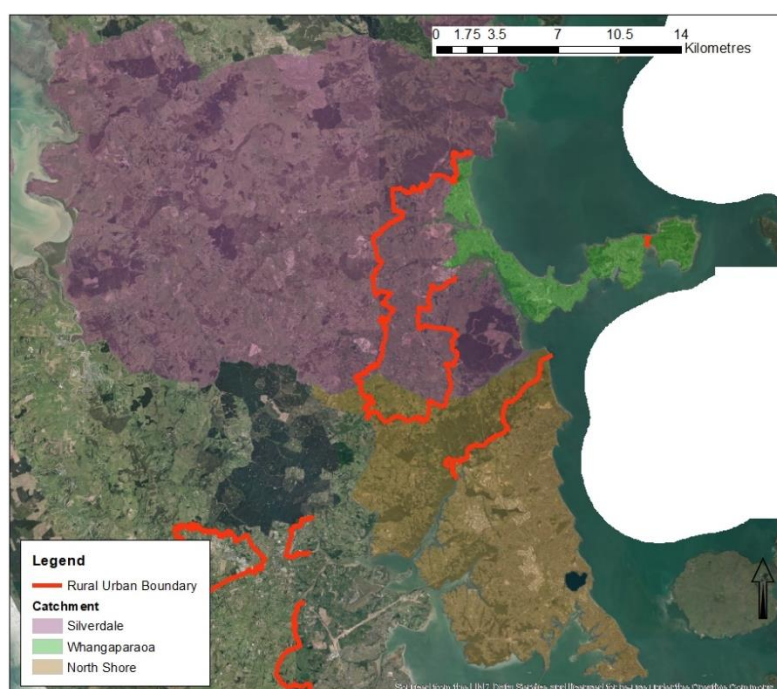 0 1.75 3.5 7 10.5 14
Kilometres
Legend
Rural Urban Boundary
Catchment
Silverdale
Whangaparaoa
North Shore